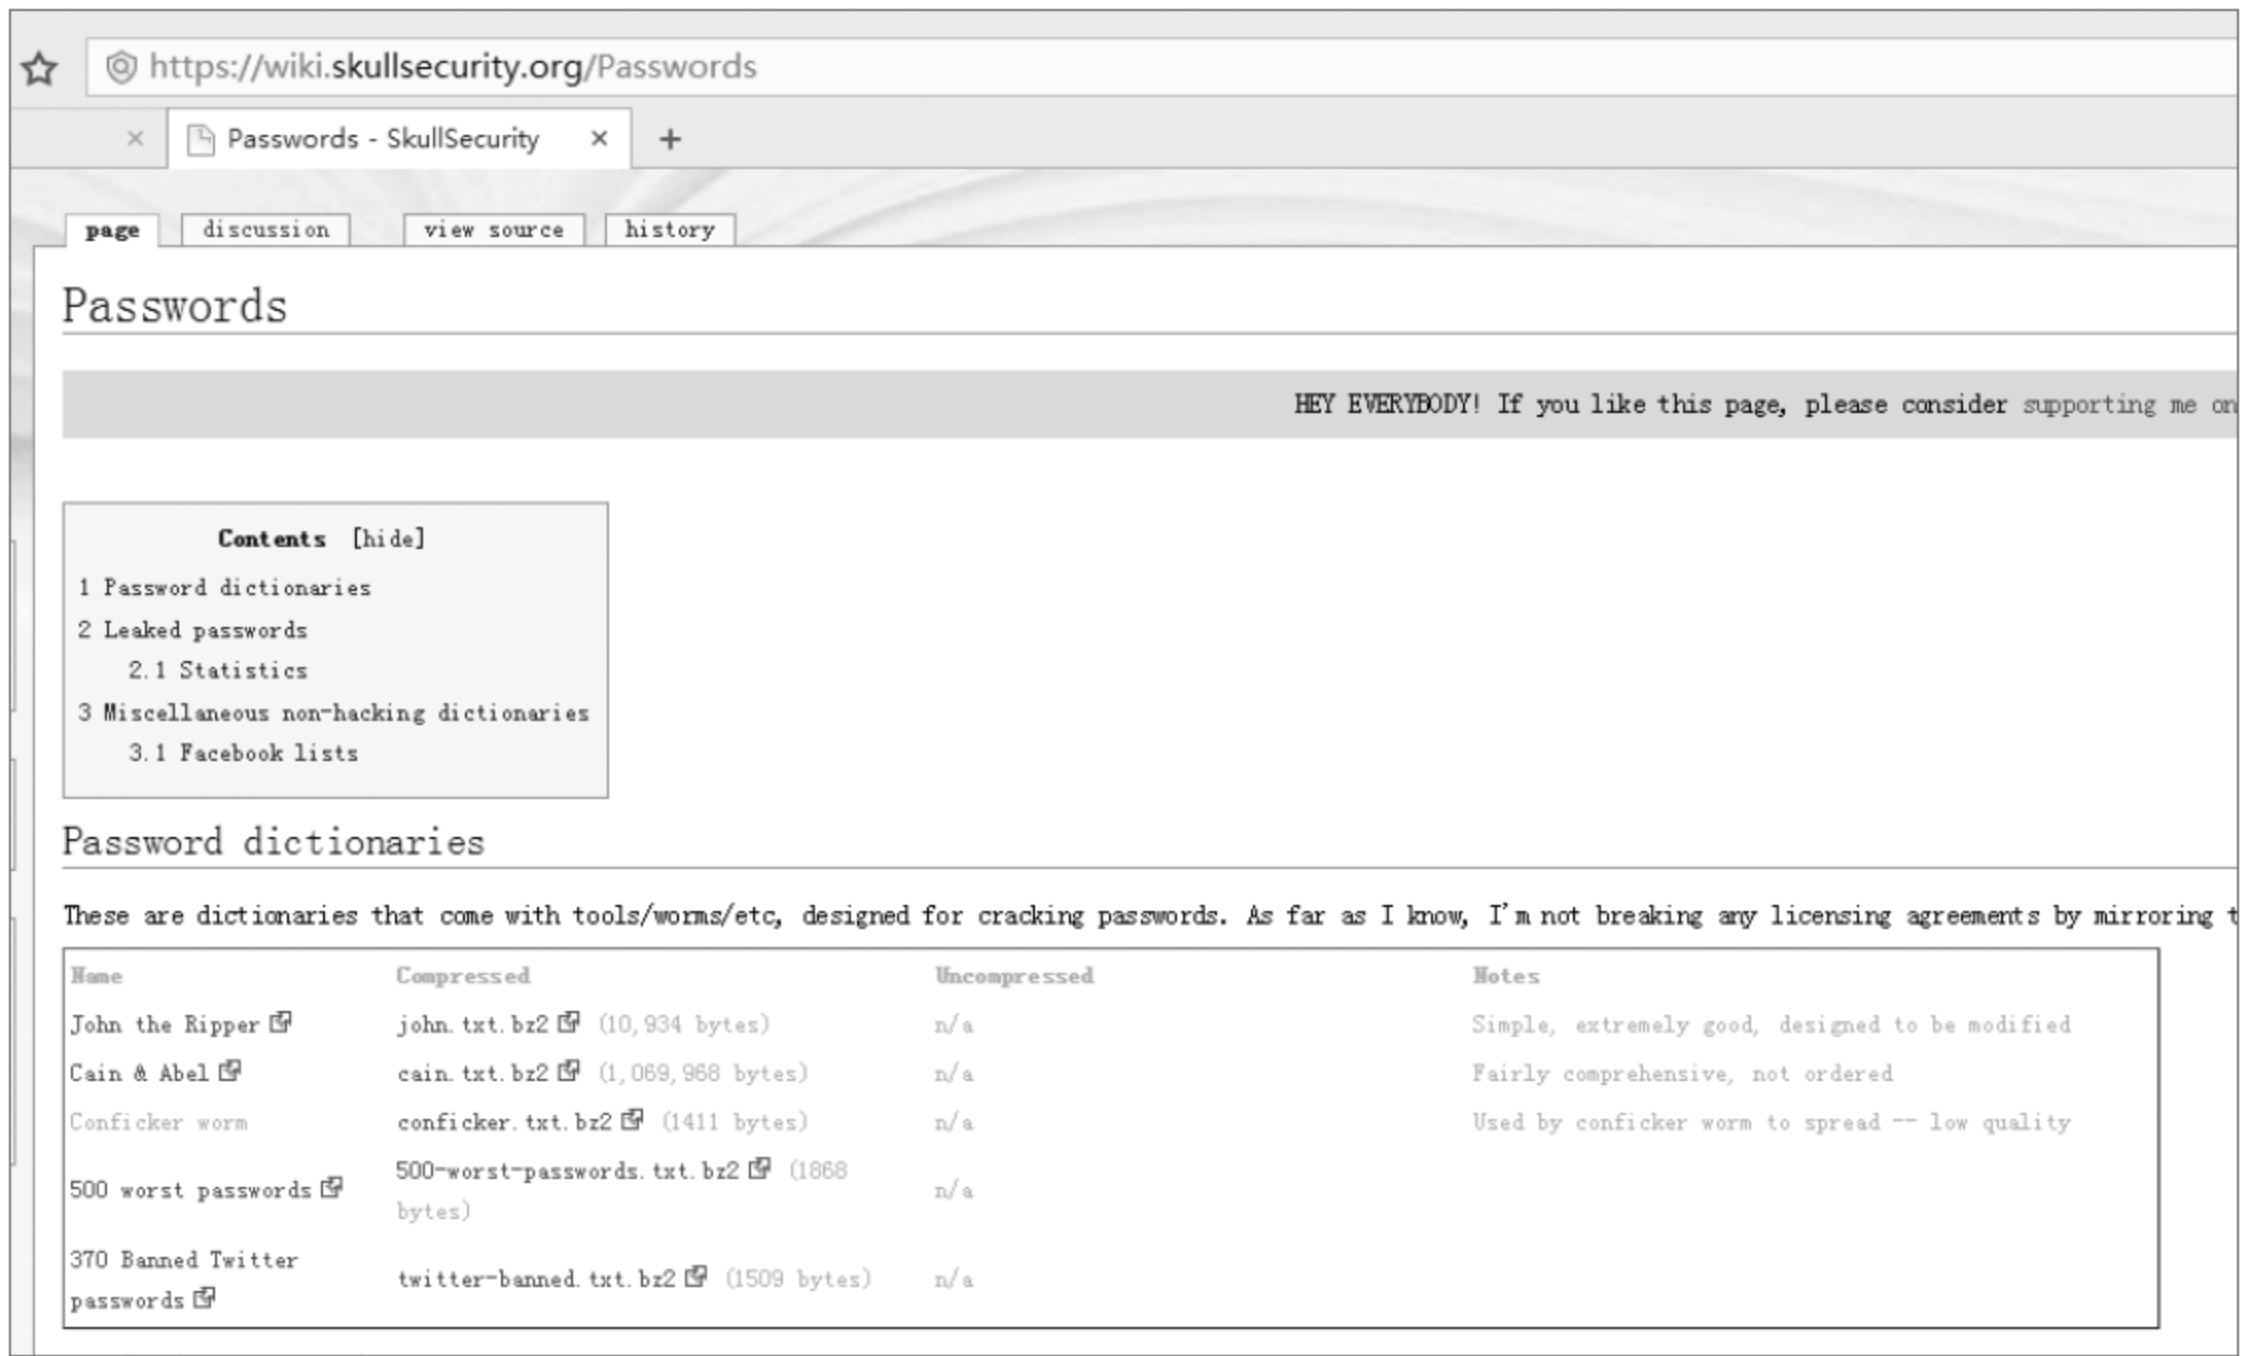 https://wiki.skullsecurity.org/Passwords
Passwords - SkullSecurity
page discussion view source history
Passwords
HEY EVERYBODY! If you like this page, please consider supporting me on
Contents [hide]
1 Password dictionaries
2 Leaked passwords
2.1 Statistics
3 Miscellaneous non-hacking dictionaries
3.1 Facebook lists
Password dictionaries
These are dictionaries that come with tools/worms/etc, designed for cracking passwords. As far as I know, I'm not breaking any licensing agreements by mirroring t
Name Compressed Uncompressed Notes
John the Ripper john.txt.bz2 (10,934 bytes) n/a Simple, extremely good, designed to be modified
Cain & Abel cain.txt.bz2 (1,069,968 bytes) n/a Fairly comprehensive, not ordered
Conficker worm conficker.txt.bz2 (1411 bytes) n/a Used by conficker worm to spread -- low quality
500 worst passwords 500-worst-passwords.txt.bz2 (1868
bytes) n/a
370 Banned Twitter
passwords twitter-banned.txt.bz2 (1509 bytes) n/a